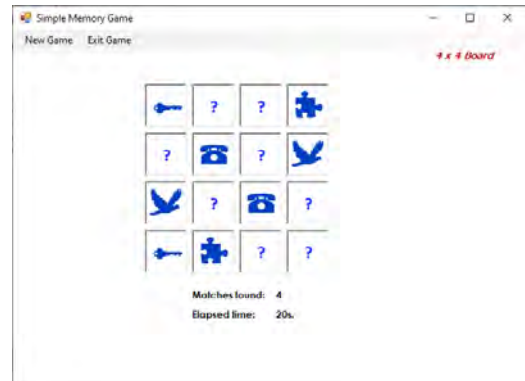 Simple Memory Game
New Game Exit Game
4 x 4 Board
? ?
? ?
? ?
? ?
Matches found: 4
Elapsed time: 20s.